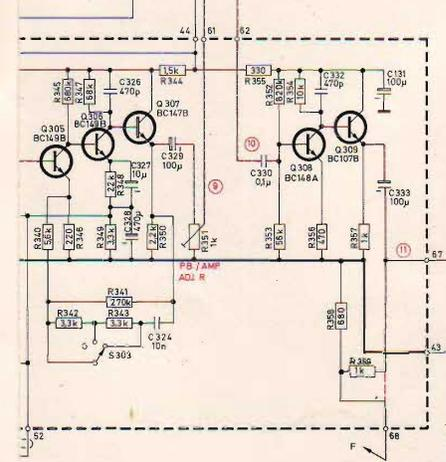 44 61 62
R345 680k
R347 68k
C326 470p
1,5k R344
Q307 BC147B
330 R355
R352 820k
R354 10k
C332 470p
C131 100µ
Q306 BC149B
Q305 BC149B
Q309 BC107B
C329 100µ
10
C330 0,1µ
Q308 BC148A
C327 10µ
R348 22k
9
C333 100µ
C328 470µ
R340 5,6k
220 R346
R349 3,3k
2,2k R350
R351 1k
R353 56k
R356 470
R357 1k
11
67
P.B./AMP
ADJ. R
R341
270k
R342 3,3k
R343 3,3k
C324 10n
S303
R358 680
1k
43
52
68
F